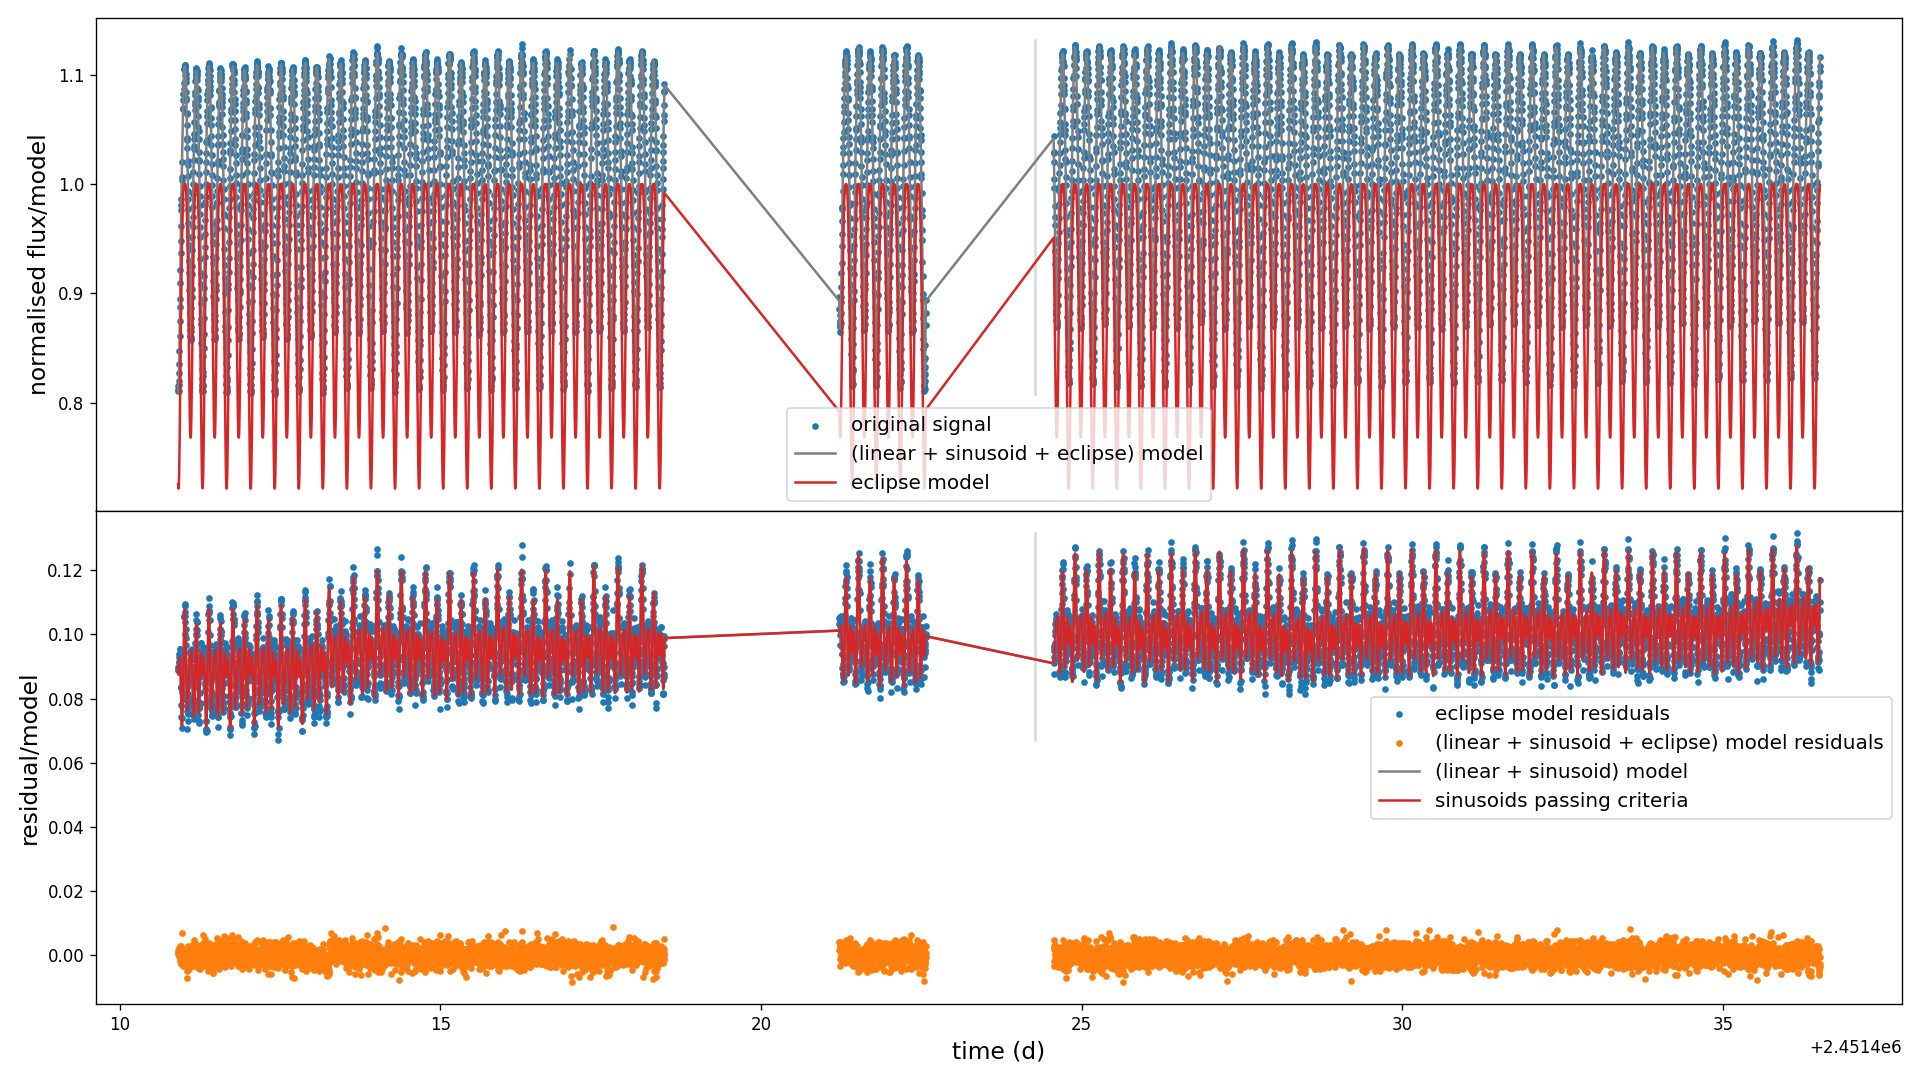 normalised flux/model
1.1
1.0
0.9
0.8
original signal
(linear + sinusoid + eclipse) model
eclipse model
residual/model
0.12
0.10
0.08
0.06
0.04
0.02
0.00
eclipse model residuals
(linear + sinusoid + eclipse) model residuals
(linear + sinusoid) model
sinusoids passing criteria
10 15 20 25 30 35
time (d)
+2.4514e6